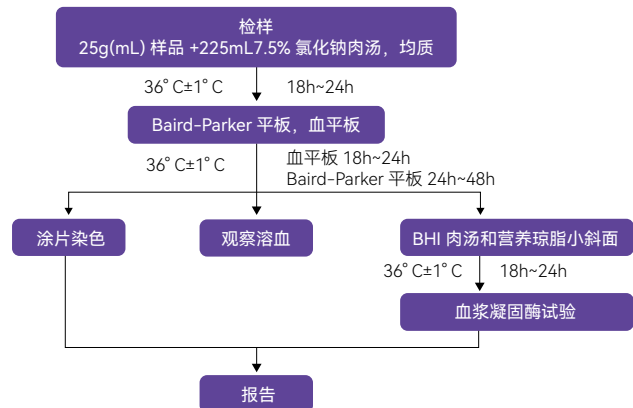 检样
25g(mL) 样品 +225mL7.5% 氯化钠肉汤，均质
36°C±1°C 18h~24h
Baird-Parker 平板，血平板
36°C±1°C
血平板 18h~24h
Baird-Parker 平板 24h~48h
涂片染色
观察溶血
BHI 肉汤和营养琼脂小斜面
36°C±1°C 18h~24h
血浆凝固酶试验
报告